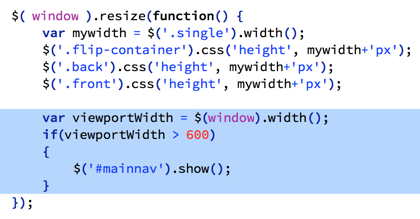 $( window ).resize(function() {
var mywidth = $('.single').width();
$('.flip-container').css('height', mywidth+'px');
$('.back').css('height', mywidth+'px');
$('.front').css('height', mywidth+'px');
var viewportWidth = $(window).width();
if(viewportWidth > 600)
{
$('#mainnav').show();
}
});